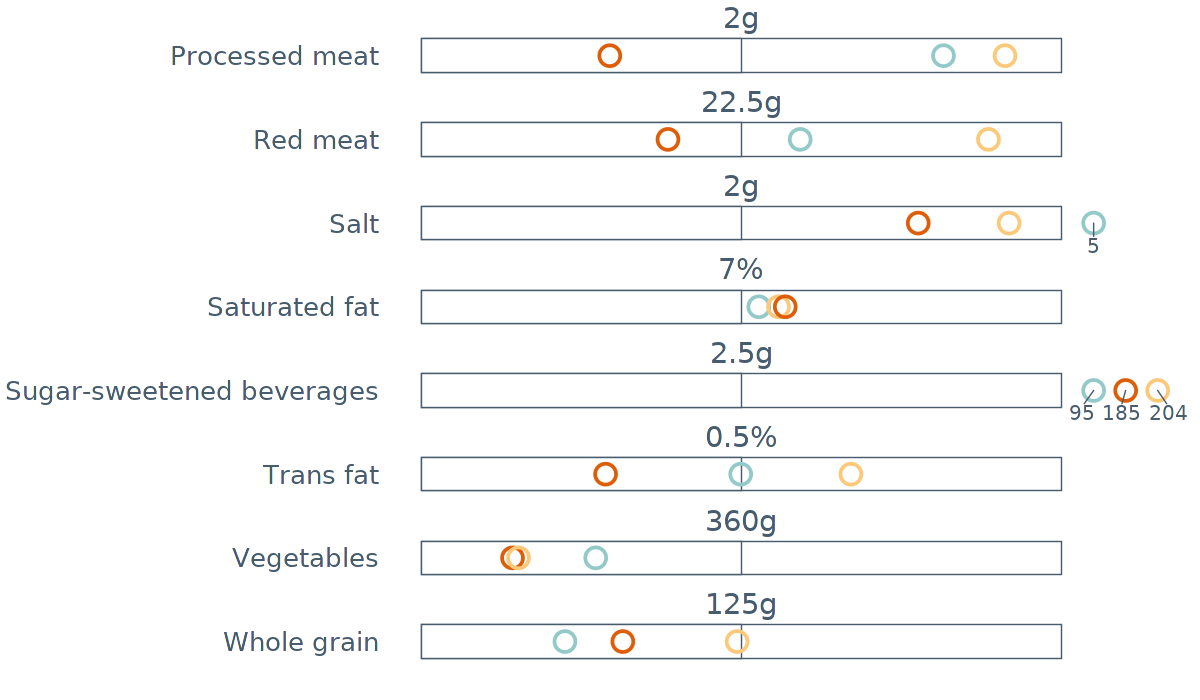 2g
Processed meat
22.5g
Red meat
2g
Salt
5
7%
Saturated fat
2.5g
Sugar-sweetened beverages
95 185 204
0.5%
Trans fat
360g
Vegetables
125g
Whole grain